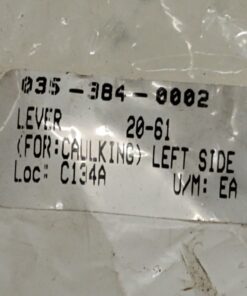 035-384-0002
LEVER 20-61
(FOR:CAULKING) LEFT SIDE
Loc: C134A U/M: EA